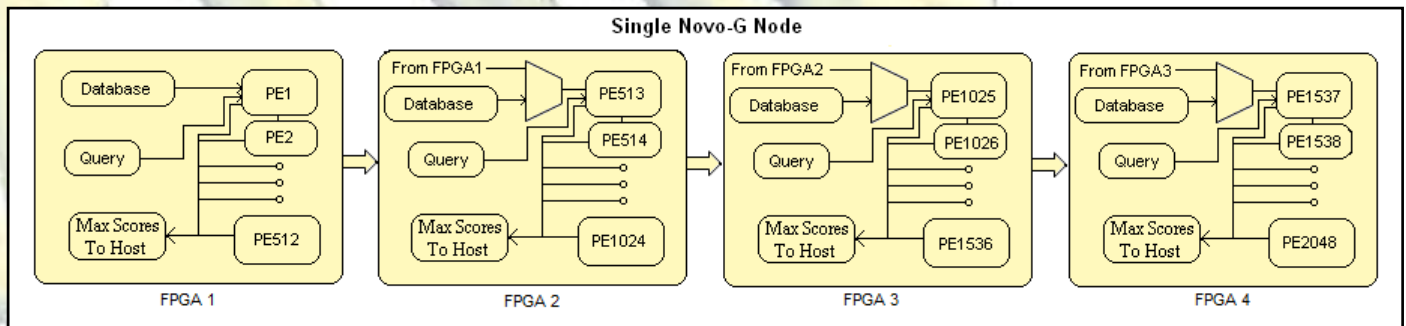 Single Novo-G Node
Database
PE1
PE2
Query
Max Scores
To Host
PE512
FPGA 1
From FPGA1
Database
PE513
PE514
Query
Max Scores
To Host
PE1024
FPGA 2
From FPGA2
Database
PE1025
PE1026
Query
Max Scores
To Host
PE1536
FPGA 3
From FPGA3
Database
PE1537
PE1538
Query
Max Scores
To Host
PE2048
FPGA 4